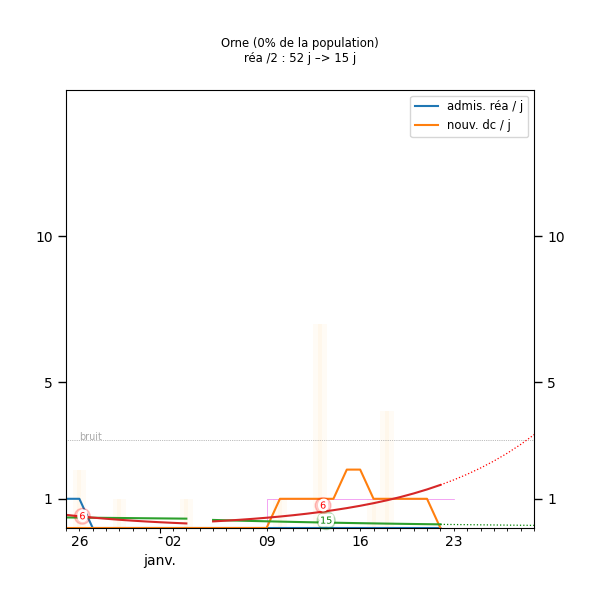 Orne (0% de la population)
réa /2 : 52 j –> 15 j
admis. réa / j
nouv. dc / j
10 10
5 5
bruit
1 1
6 6
15
26 02 09 16 23
janv.